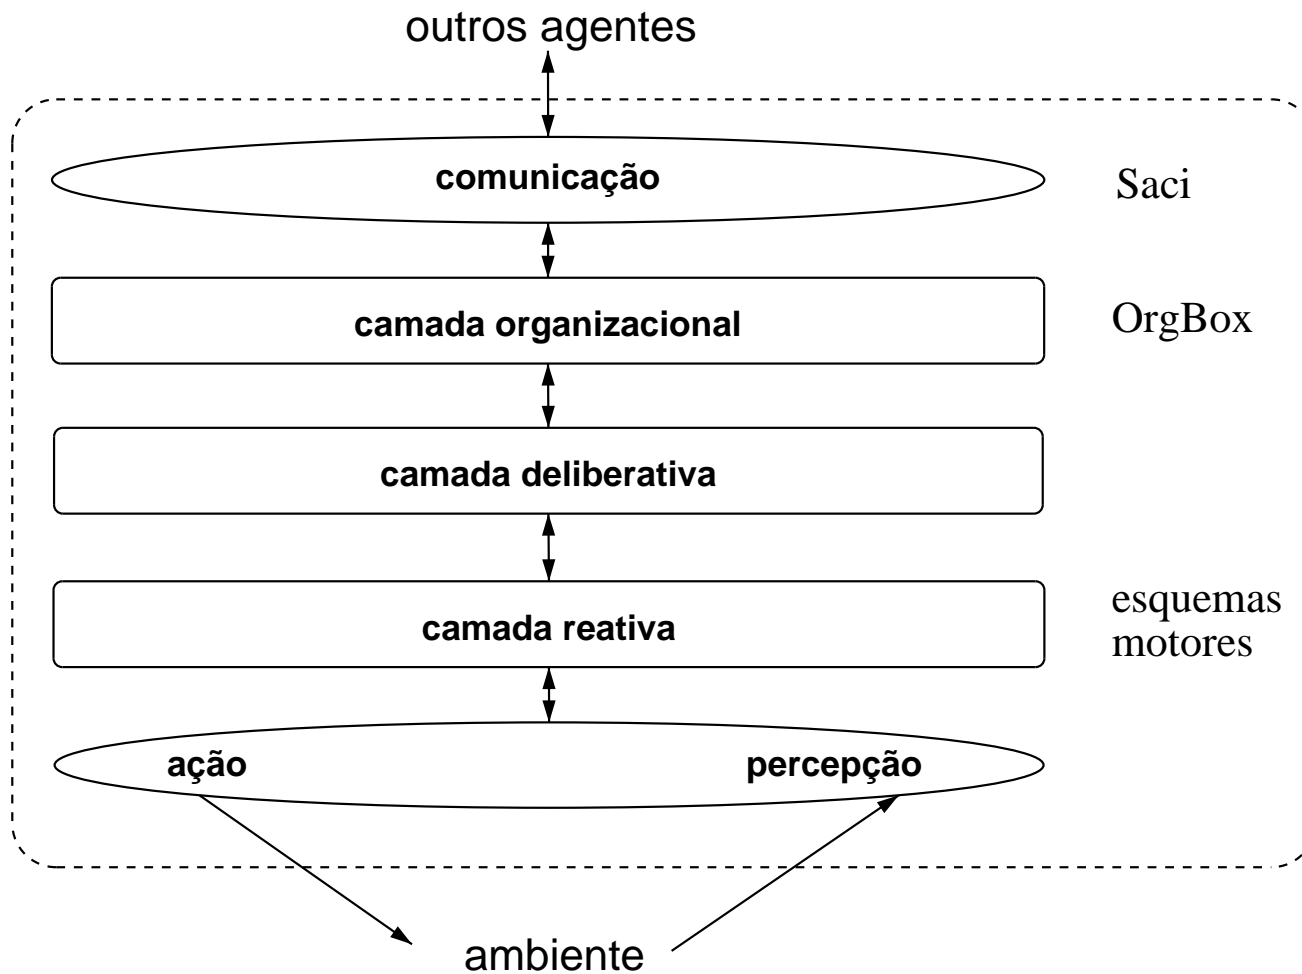 outros agentes
comunicação
Saci
camada organizacional
OrgBox
camada deliberativa
camada reativa
esquemas
motores
ação
percepção
ambiente